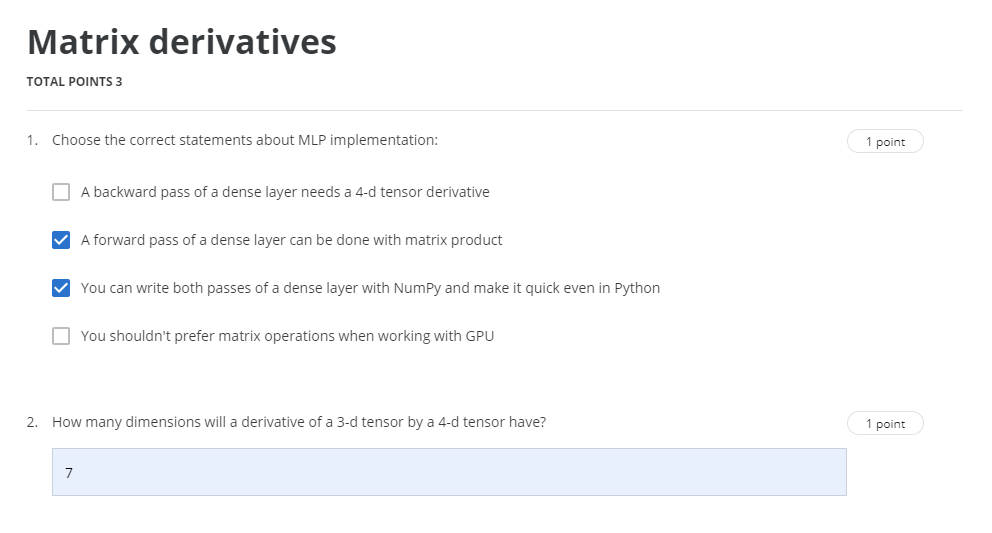 Matrix derivatives
TOTAL POINTS 3
1. Choose the correct statements about MLP implementation:
1 point
A backward pass of a dense layer needs a 4-d tensor derivative
A forward pass of a dense layer can be done with matrix product
You can write both passes of a dense layer with NumPy and make it quick even in Python
You shouldn't prefer matrix operations when working with GPU
2. How many dimensions will a derivative of a 3-d tensor by a 4-d tensor have?
1 point
7